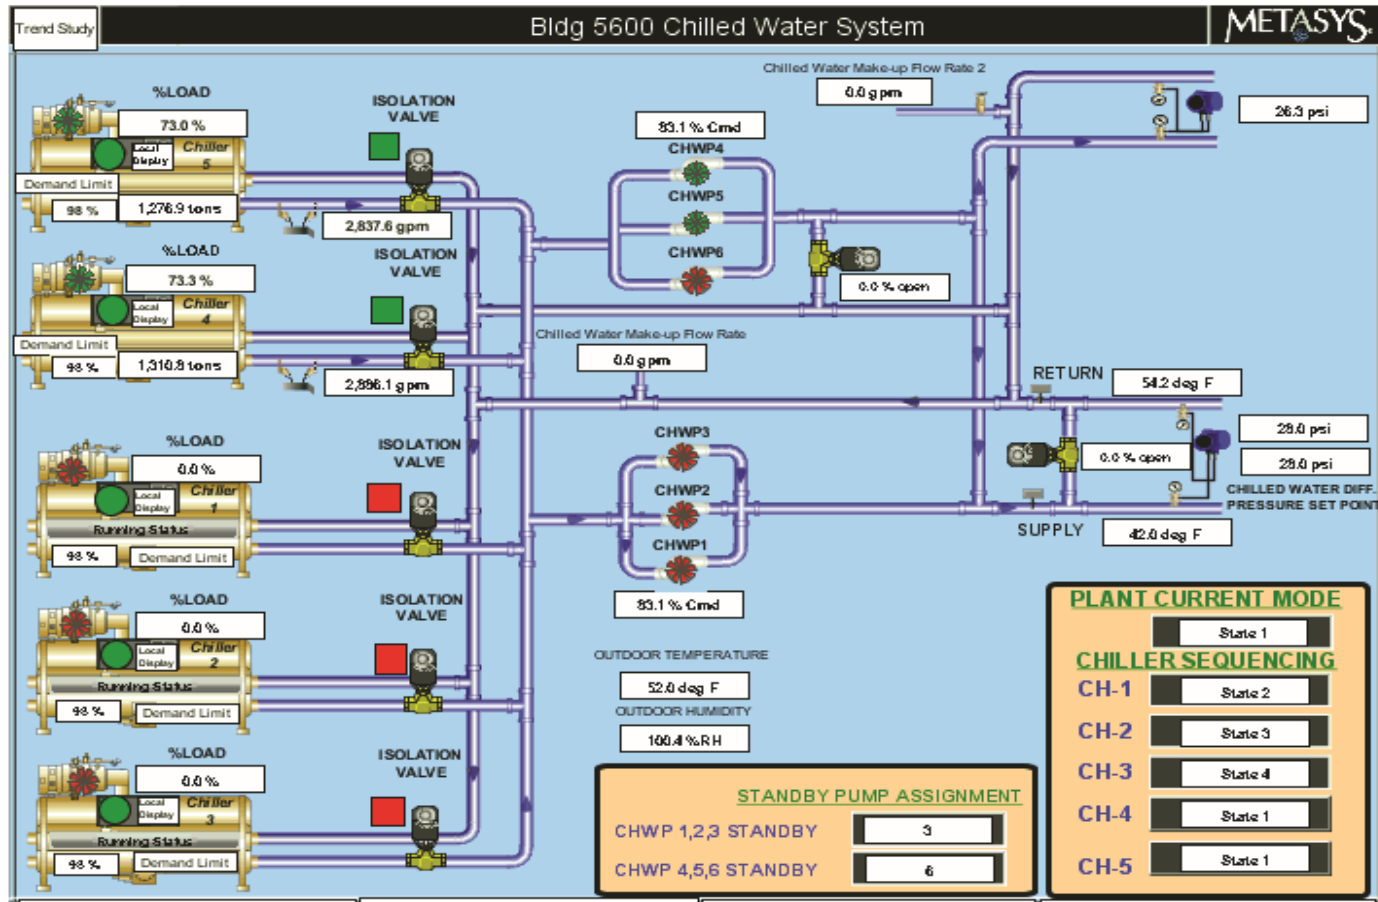 Trend Study
Bldg 5600 Chilled Water System
METASYS
%LOAD
73.0 %
Local Display
Chiller 5
Demand Limit
98 %
1,276.9 tons
ISOLATION VALVE
2,837.6 gpm
%LOAD
73.3 %
Local Display
Chiller 4
Demand Limit
98 %
1,310.8 tons
ISOLATION VALVE
2,886.1 gpm
%LOAD
0.0 %
Local Display
Chiller 1
Running Status
98 %
Demand Limit
ISOLATION VALVE
%LOAD
0.0 %
Local Display
Chiller 2
Running Status
98 %
Demand Limit
ISOLATION VALVE
%LOAD
0.0 %
Local Display
Chiller 3
Running Status
98 %
Demand Limit
ISOLATION VALVE
83.1 % Cmd
CHWP4
CHWP5
CHWP6
Chilled Water Make-up Flow Rate 2
0.0 gpm
26.3 psi
0.0 % open
Chilled Water Make-up Flow Rate
0.0 gpm
RETURN
54.2 deg F
CHWP3
CHWP2
CHWP1
83.1 % Cmd
0.0 % open
28.0 psi
28.0 psi
CHILLED WATER DIFF.
PRESSURE SET POINT
SUPPLY
42.0 deg F
OUTDOOR TEMPERATURE
52.0 deg F
OUTDOOR HUMIDITY
100.4 %RH
STANDBY PUMP ASSIGNMENT
CHWP 1,2,3 STANDBY
3
CHWP 4,5,6 STANDBY
6
PLANT CURRENT MODE
State 1
CHILLER SEQUENCING
CH-1
State 2
CH-2
State 3
CH-3
State 4
CH-4
State 1
CH-5
State 1